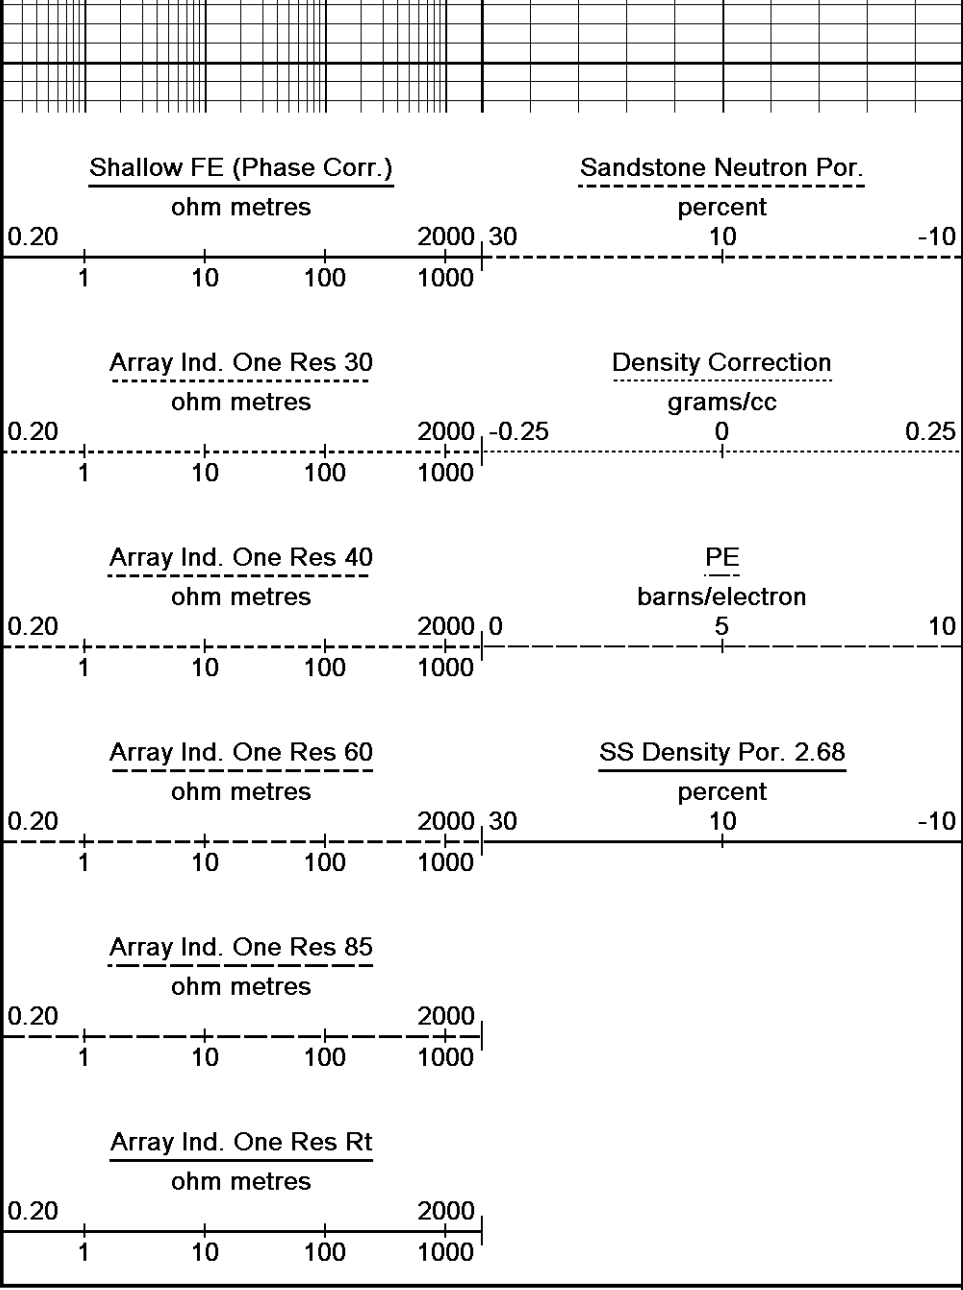 Shallow FE (Phase Corr.)
ohm metres
0.20 2000
1 10 100 1000
Sandstone Neutron Por.
percent
30 10 -10
Array Ind. One Res 30
ohm metres
0.20 2000
1 10 100 1000
Density Correction
grams/cc
-0.25 0 0.25
Array Ind. One Res 40
ohm metres
0.20 2000
1 10 100 1000
PE
barns/electron
0 5 10
Array Ind. One Res 60
ohm metres
0.20 2000
1 10 100 1000
SS Density Por. 2.68
percent
30 10 -10
Array Ind. One Res 85
ohm metres
0.20 2000
1 10 100 1000
Array Ind. One Res Rt
ohm metres
0.20 2000
1 10 100 1000